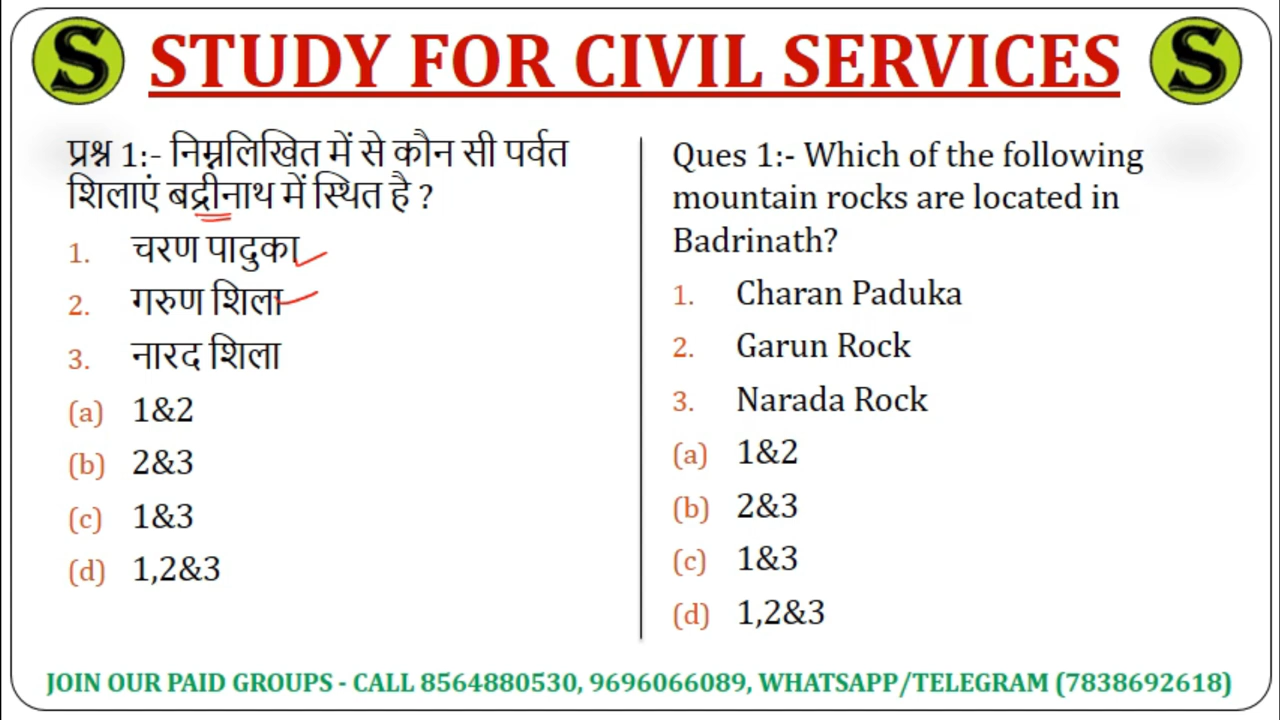 S STUDY FOR CIVIL SERVICES S
प्रश्न 1:- निम्नलिखित में से कौन सी पर्वत
शिलाएं बद्रीनाथ में स्थित है ?
1. चरण पादुका
2. गरुण शिला
3. नारद शिला
(a) 1&2
(b) 2&3
(c) 1&3
(d) 1,2&3
Ques 1:- Which of the following
mountain rocks are located in
Badrinath?
1. Charan Paduka
2. Garun Rock
3. Narada Rock
(a) 1&2
(b) 2&3
(c) 1&3
(d) 1,2&3
JOIN OUR PAID GROUPS - CALL 8564880530, 9696066089, WHATSAPP/TELEGRAM (7838692618)